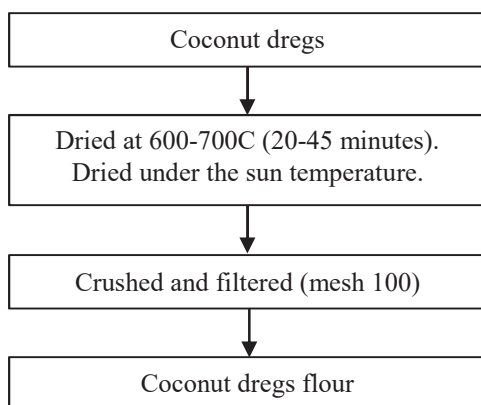 Coconut dregs
Dried at 600-700C (20-45 minutes).
Dried under the sun temperature.
Crushed and filtered (mesh 100)
Coconut dregs flour